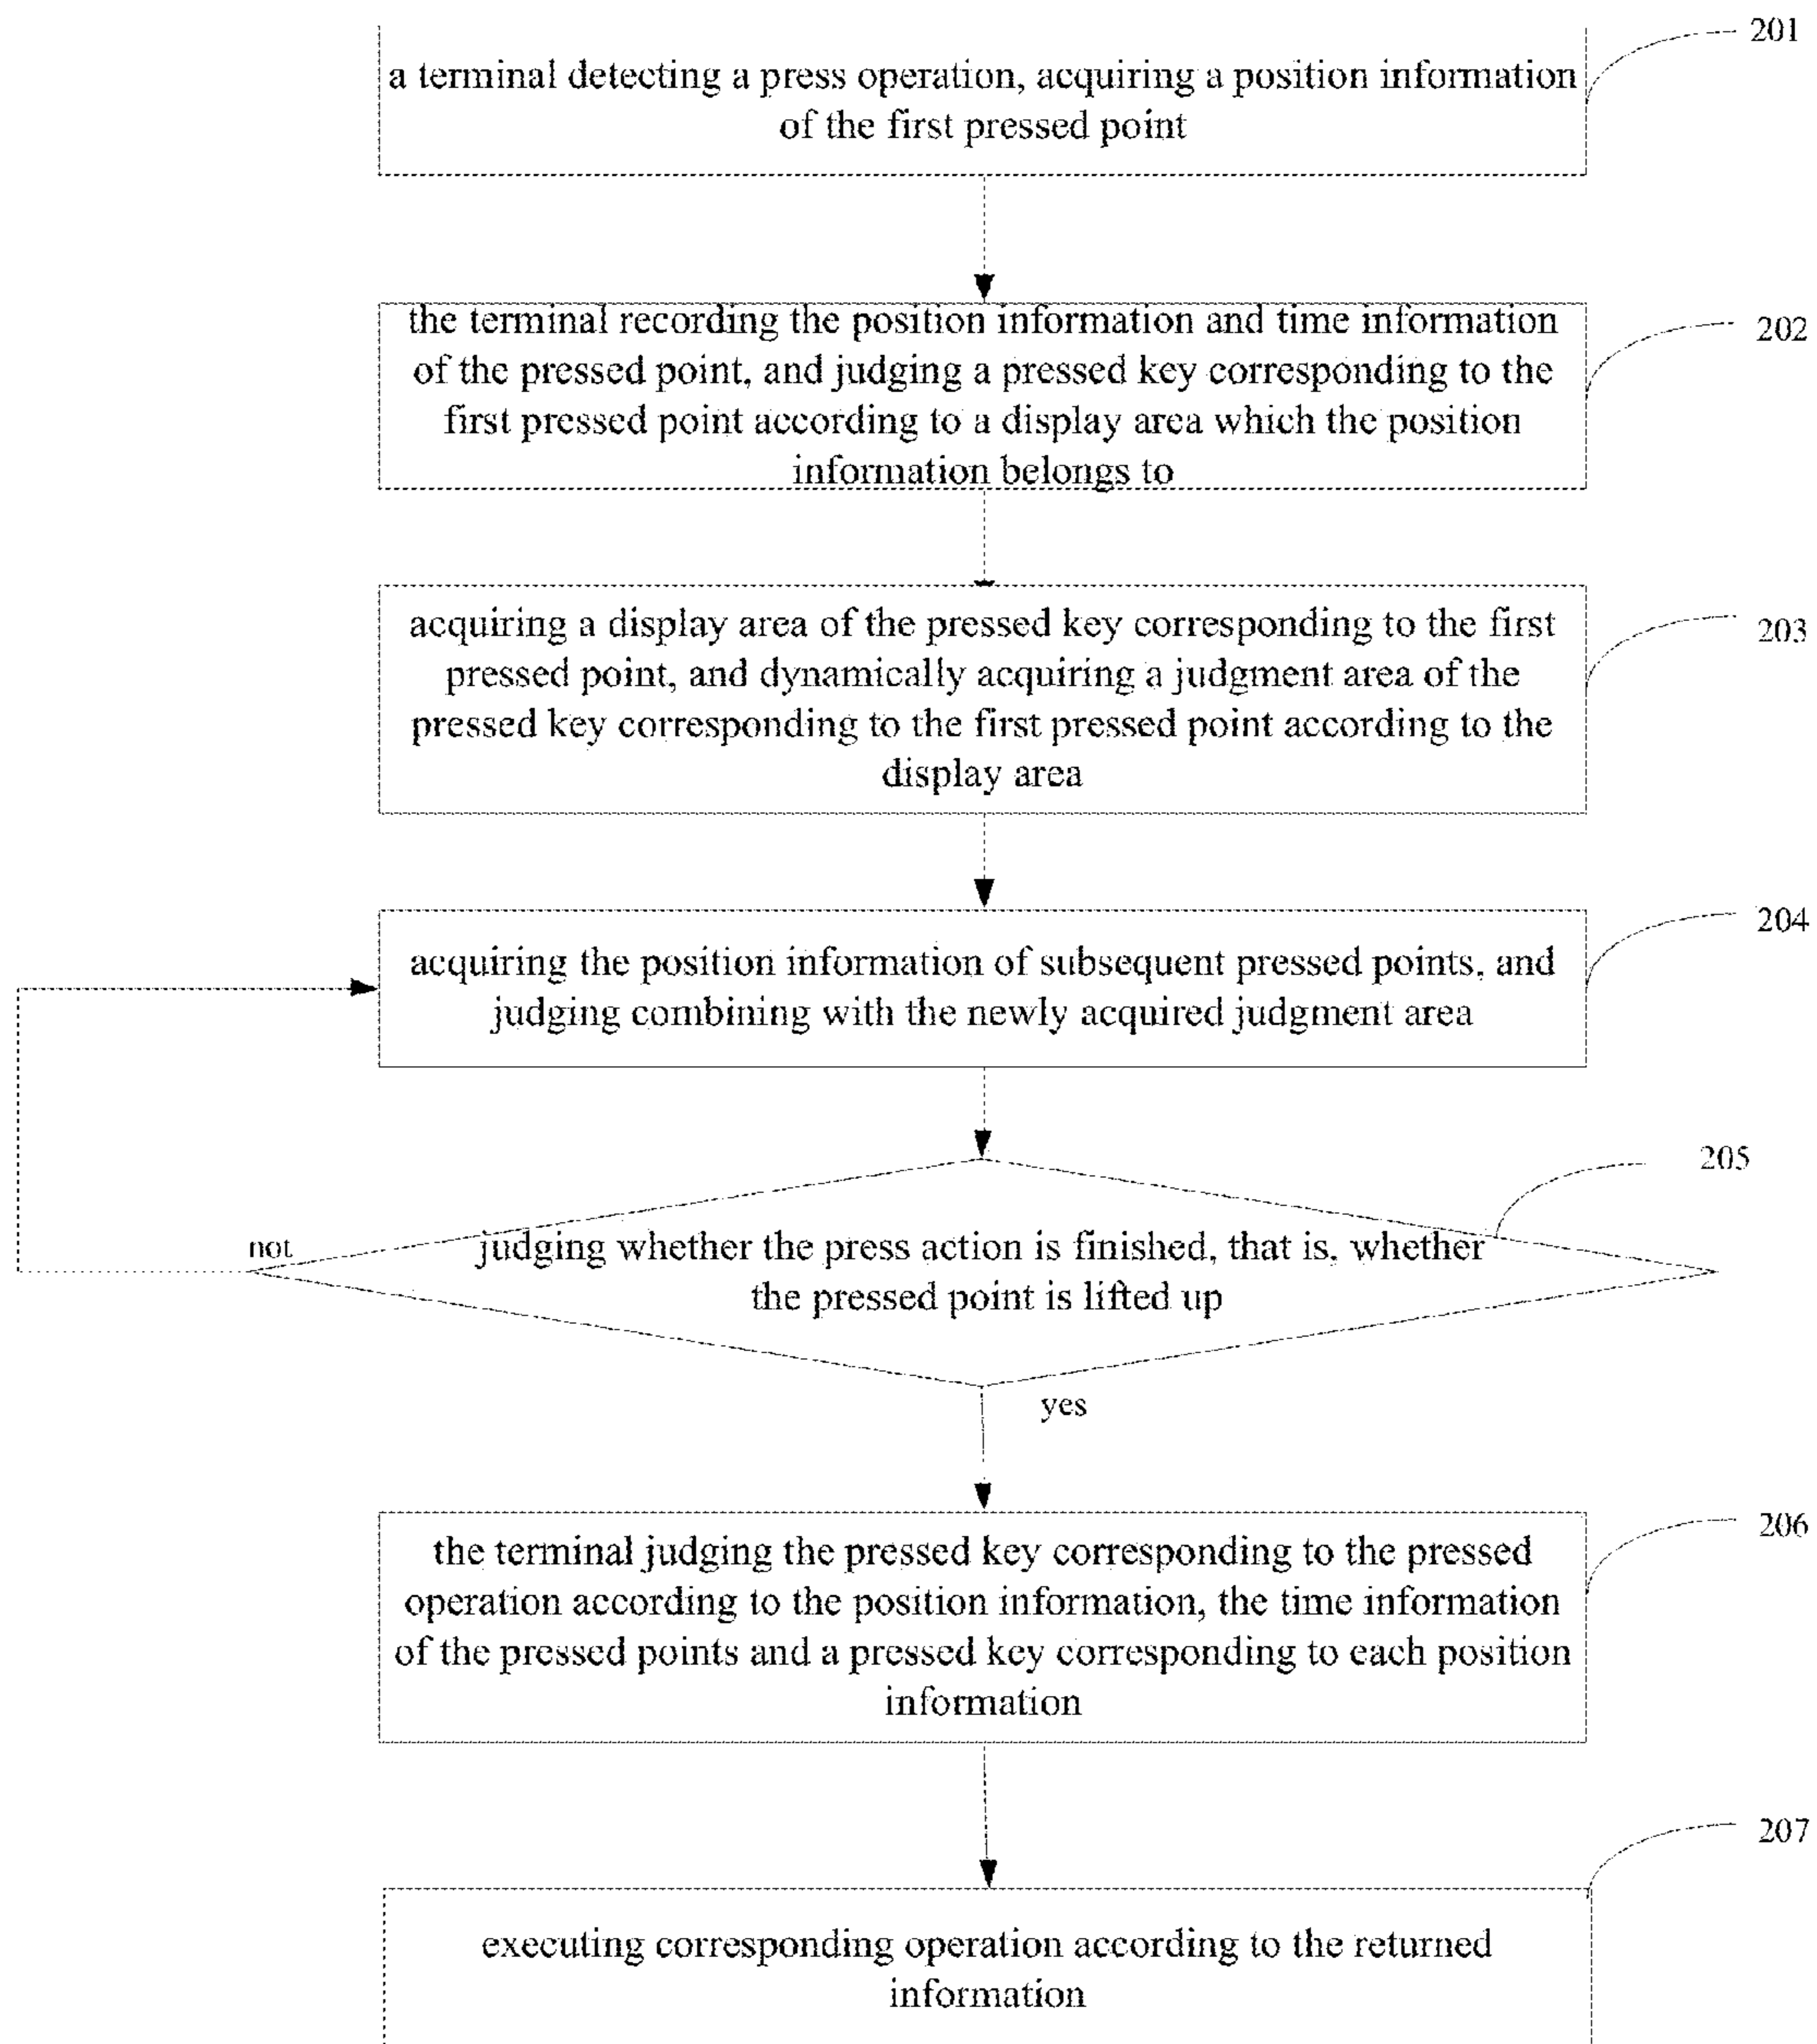 201
a terminal detecting a press operation, acquiring a position information
of the first pressed point
the terminal recording the position information and time information
of the pressed point, and judging a pressed key corresponding to the
first pressed point according to a display area which the position
information belongs to
202
acquiring a display area of the pressed key corresponding to the first
pressed point, and dynamically acquiring a judgment area of the
pressed key corresponding to the first pressed point according to the
display area
203
acquiring the position information of subsequent pressed points, and
judging combining with the newly acquired judgment area
204
205
not
judging whether the press action is finished, that is, whether
the pressed point is lifted up
yes
the terminal judging the pressed key corresponding to the pressed
operation according to the position information, the time information
of the pressed points and a pressed key corresponding to each position
information
206
207
executing corresponding operation according to the returned
information